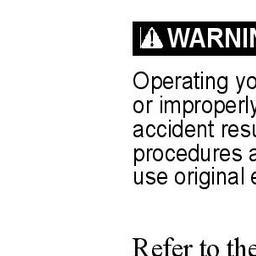 WARNIN
Operating yo
or improperly
accident resu
procedures a
use original e
Refer to the